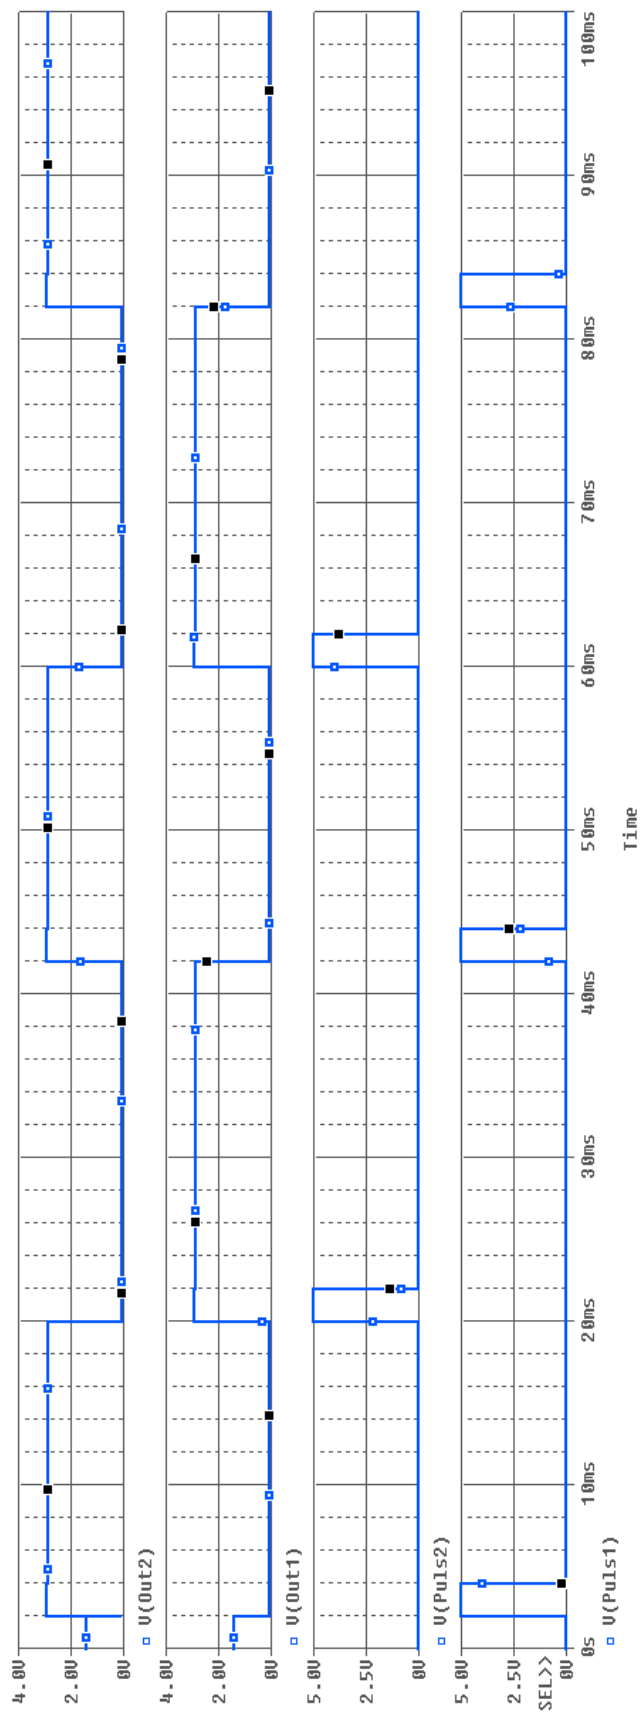 4.0V
2.0V
0V
V(Out2)
4.0V
2.0V
0V
V(Out1)
5.0V
2.5V
0V
V(Puls2)
5.0V
2.5V
SEL>>
0V
0s 10ms 20ms 30ms 40ms 50ms 60ms 70ms 80ms 90ms 100ms
V(Puls1)
Time